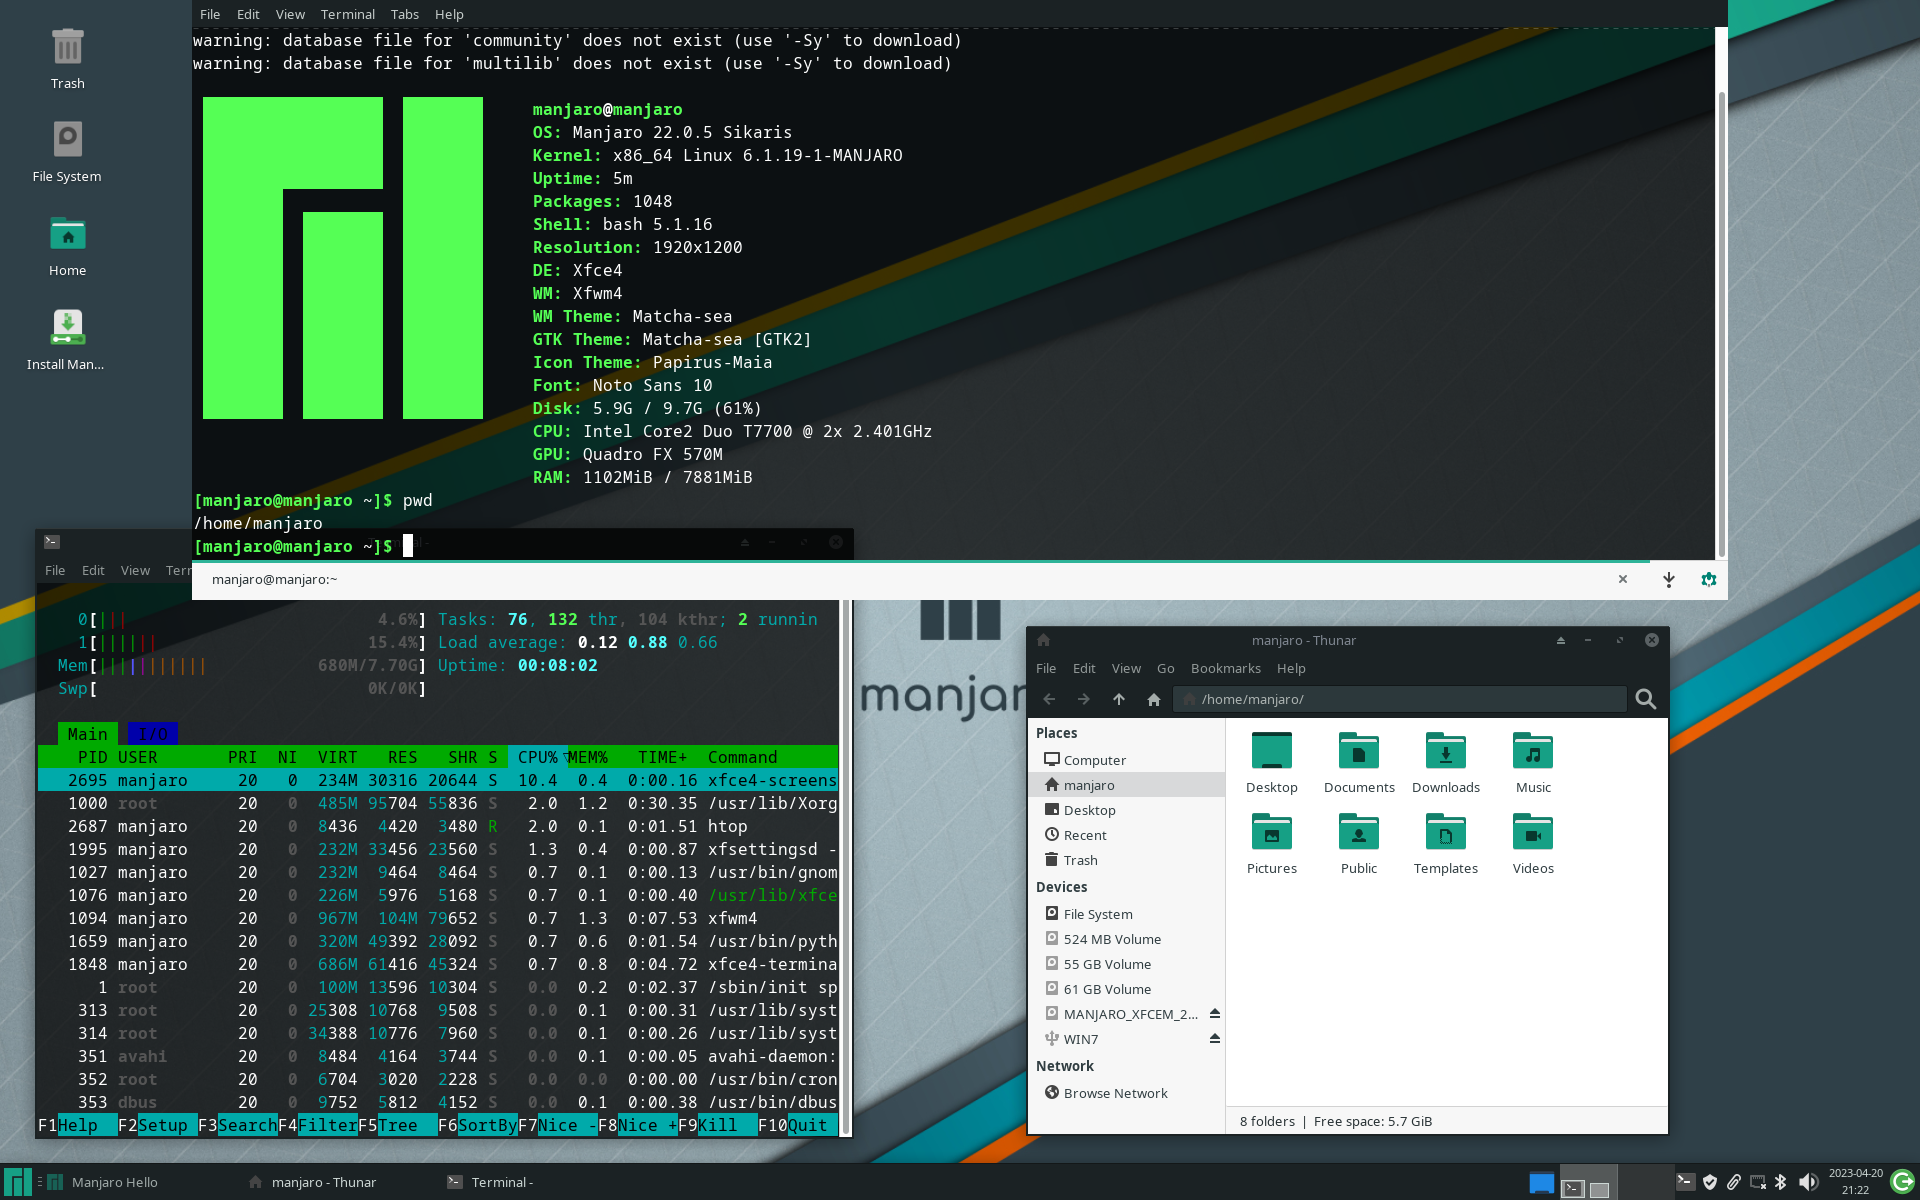 File Edit View Terminal Tabs Help
warning: database file for 'community' does not exist (use '-Sy' to download)
warning: database file for 'multilib' does not exist (use '-Sy' to download)
manjaro@manjaro
OS: Manjaro 22.0.5 Sikaris
Kernel: x86_64 Linux 6.1.19-1-MANJARO
Uptime: 5m
Packages: 1048
Shell: bash 5.1.16
Resolution: 1920x1200
DE: Xfce4
WM: Xfwm4
WM Theme: Matcha-sea
GTK Theme: Matcha-sea [GTK2]
Icon Theme: Papirus-Maia
Font: Noto Sans 10
Disk: 5.9G / 9.7G (61%)
CPU: Intel Core2 Duo T7700 @ 2x 2.401GHz
GPU: Quadro FX 570M
RAM: 1102MiB / 7881MiB
[manjaro@manjaro ~]$ pwd
/home/manjaro
[manjaro@manjaro ~]$
manjaro@manjaro:~
Trash
File System
Home
Install Man...
File Edit View
0[||| 4.6%] Tasks: 76, 132 thr, 104 kthr; 2 runnin
1[|||||| 15.4%] Load average: 0.12 0.88 0.66
Mem[||||||||||| 680M/7.70G] Uptime: 00:08:02
Swp[ 0K/0K]
Main I/O
PID USER PRI NI VIRT RES SHR S CPU%▽MEM% TIME+ Command
2695 manjaro 20 0 234M 30316 20644 S 10.4 0.4 0:00.16 xfce4-screens
1000 root 20 0 485M 95704 55836 S 2.0 1.2 0:30.35 /usr/lib/Xorg
2687 manjaro 20 0 8436 4420 3480 R 2.0 0.1 0:01.51 htop
1995 manjaro 20 0 232M 33456 23560 S 1.3 0.4 0:00.87 xfsettingsd -
1027 manjaro 20 0 232M 9464 8464 S 0.7 0.1 0:00.13 /usr/bin/gnom
1076 manjaro 20 0 226M 5976 5168 S 0.7 0.1 0:00.40 /usr/lib/xfce
1094 manjaro 20 0 967M 104M 79652 S 0.7 1.3 0:07.53 xfwm4
1659 manjaro 20 0 320M 49392 28092 S 0.7 0.6 0:01.54 /usr/bin/pyth
1848 manjaro 20 0 686M 61416 45324 S 0.7 0.8 0:04.72 xfce4-termina
1 root 20 0 100M 13596 10304 S 0.0 0.2 0:02.37 /sbin/init sp
313 root 20 0 25308 10768 9508 S 0.0 0.1 0:00.31 /usr/lib/syst
314 root 20 0 34388 10776 7960 S 0.0 0.1 0:00.26 /usr/lib/syst
351 avahi 20 0 8484 4164 3744 S 0.0 0.1 0:00.05 avahi-daemon:
352 root 20 0 6704 3020 2228 S 0.0 0.0 0:00.00 /usr/bin/cron
353 dbus 20 0 9752 5812 4152 S 0.0 0.1 0:00.38 /usr/bin/dbus
F1Help F2Setup F3SearchF4FilterF5Tree F6SortByF7Nice -F8Nice +F9Kill F10Quit
manjar
manjaro - Thunar
File Edit View Go Bookmarks Help
/home/manjaro/
Places
Computer
manjaro
Desktop
Recent
Trash
Devices
File System
524 MB Volume
55 GB Volume
61 GB Volume
MANJARO_XFCEM_2...
WIN7
Network
Browse Network
Desktop Documents Downloads Music
Pictures Public Templates Videos
8 folders | Free space: 5.7 GiB
Manjaro Hello manjaro - Thunar Terminal -
2023-04-20
21:22